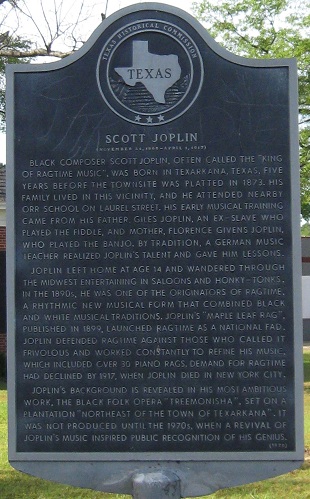 TEXAS HISTORICAL COMMISSION
TEXAS
SCOTT JOPLIN
BLACK COMPOSER SCOTT JOPLIN, OFTEN CALLED THE "KING
OF RAGTIME MUSIC", WAS BORN IN TEXARKANA, TEXAS, FIVE
YEARS BEFORE THE TOWNSITE WAS PLATTED IN 1873. HIS
FAMILY LIVED IN THIS VICINITY, AND HE ATTENDED NEARBY
ORR SCHOOL ON LAUREL STREET. HIS EARLY MUSICAL TRAINING
CAME FROM HIS FATHER, GILES JOPLIN, AN EX-SLAVE WHO
PLAYED THE FIDDLE, AND MOTHER, FLORENCE GIVENS JOPLIN,
WHO PLAYED THE BANJO. BY TRADITION, A GERMAN MUSIC
TEACHER REALIZED JOPLIN'S TALENT AND GAVE HIM LESSONS.
JOPLIN LEFT HOME AT AGE 14 AND WANDERED THROUGH
THE MIDWEST ENTERTAINING IN SALOONS AND HONKY-TONKS.
IN THE 1890s, HE WAS ONE OF THE ORIGINATORS OF RAGTIME,
A RHYTHMIC NEW MUSICAL FORM THAT COMBINED BLACK
AND WHITE MUSICAL TRADITIONS. JOPLIN'S "MAPLE LEAF RAG",
PUBLISHED IN 1899, LAUNCHED RAGTIME AS A NATIONAL FAD.
JOPLIN DEFENDED RAGTIME AGAINST THOSE WHO CALLED IT
FRIVOLOUS AND WORKED CONSTANTLY TO REFINE HIS MUSIC,
WHICH INCLUDED OVER 30 PIANO RAGS. DEMAND FOR RAGTIME
HAD DECLINED BY 1917, WHEN JOPLIN DIED IN NEW YORK CITY.
JOPLIN'S BACKGROUND IS REVEALED IN HIS MOST AMBITIOUS
WORK, THE BLACK FOLK OPERA "TREEMONISHA", SET ON A
PLANTATION "NORTHEAST OF THE TOWN OF TEXARKANA". IT
WAS NOT PRODUCED UNTIL THE 1970s, WHEN A REVIVAL OF
JOPLIN'S MUSIC INSPIRED PUBLIC RECOGNITION OF HIS GENIUS.